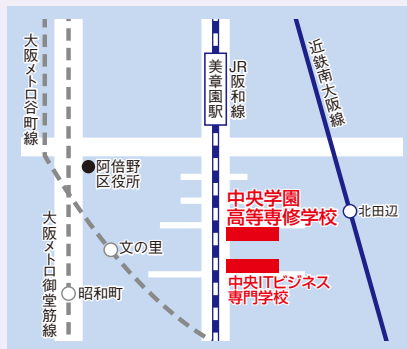 大阪メトロ谷町線
美章園駅
JR阪和線
近鉄南大阪線
阿倍野
区役所
中央学園
高等専修学校
北田辺
文の里
大阪メトロ御堂筋線
昭和町
中央ITビジネス
専門学校